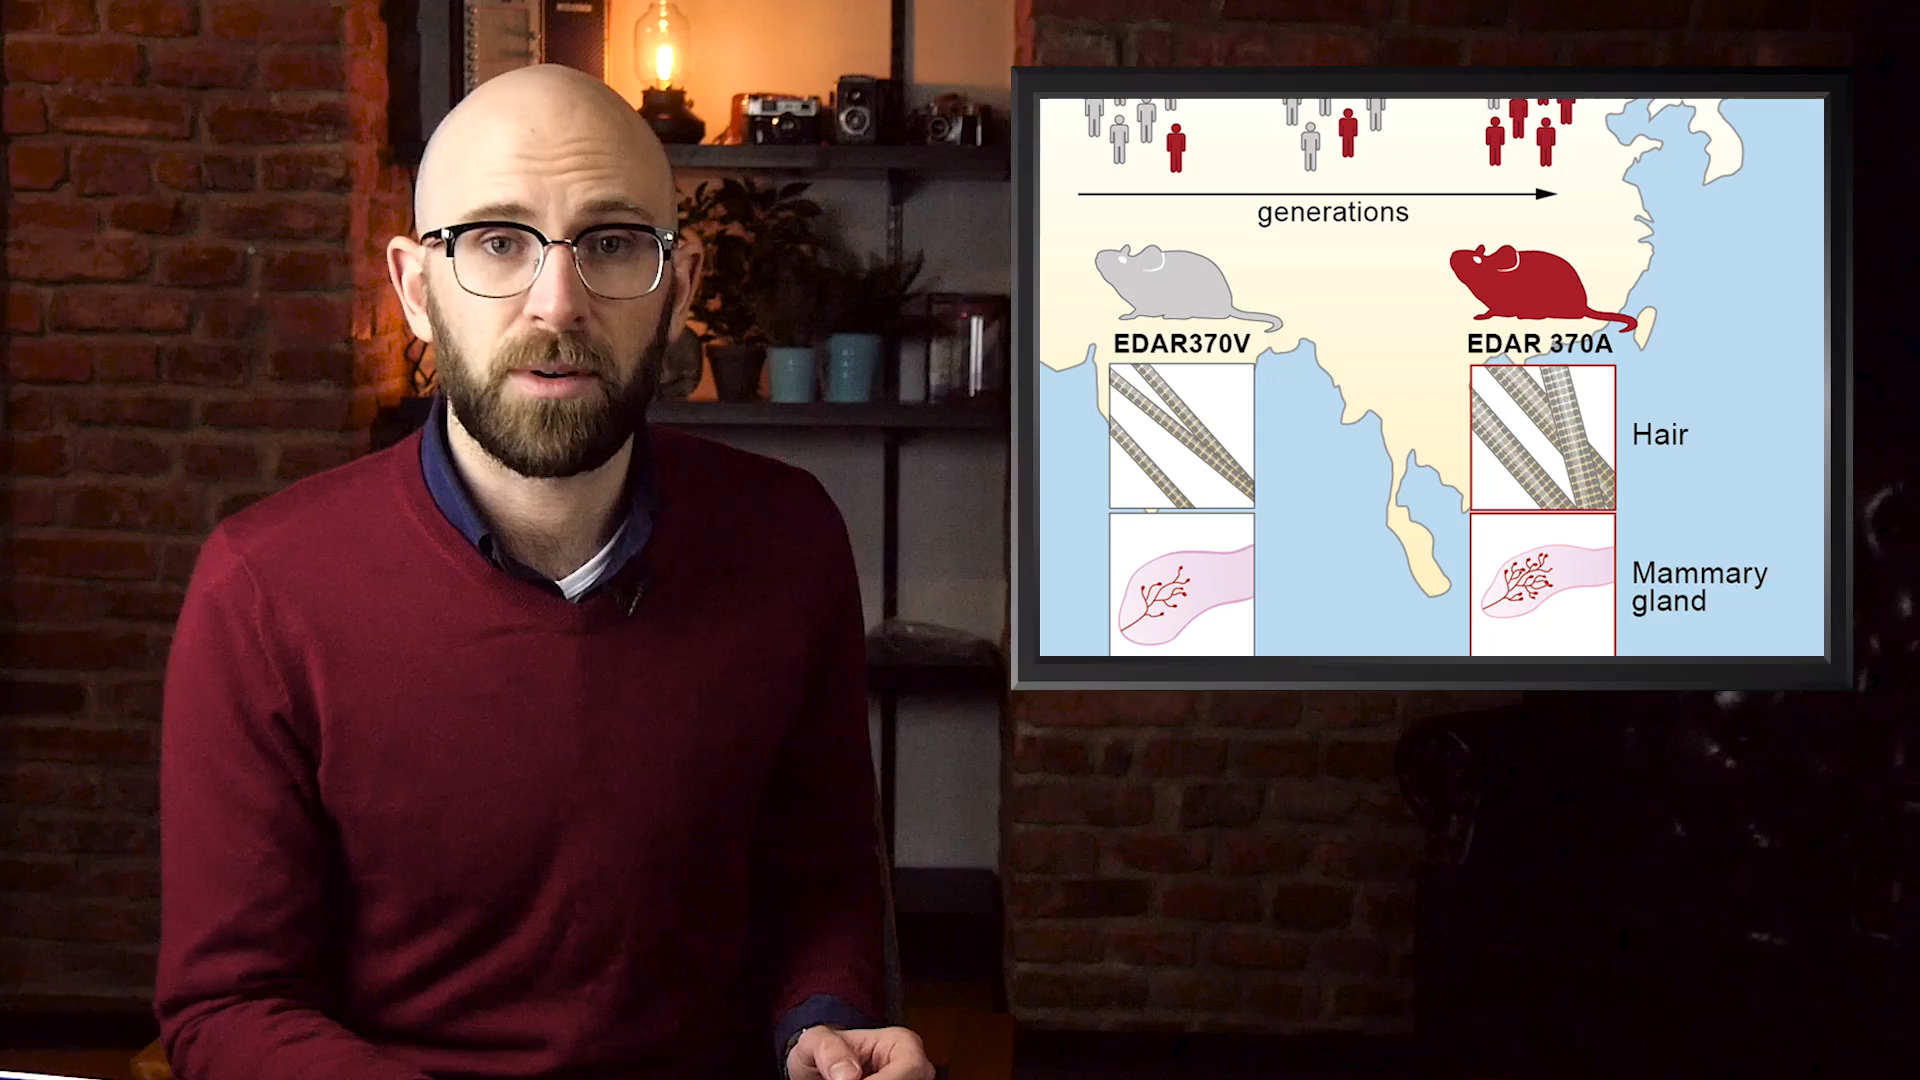 generations
EDAR370V
EDAR 370A
Hair
Mammary
gland